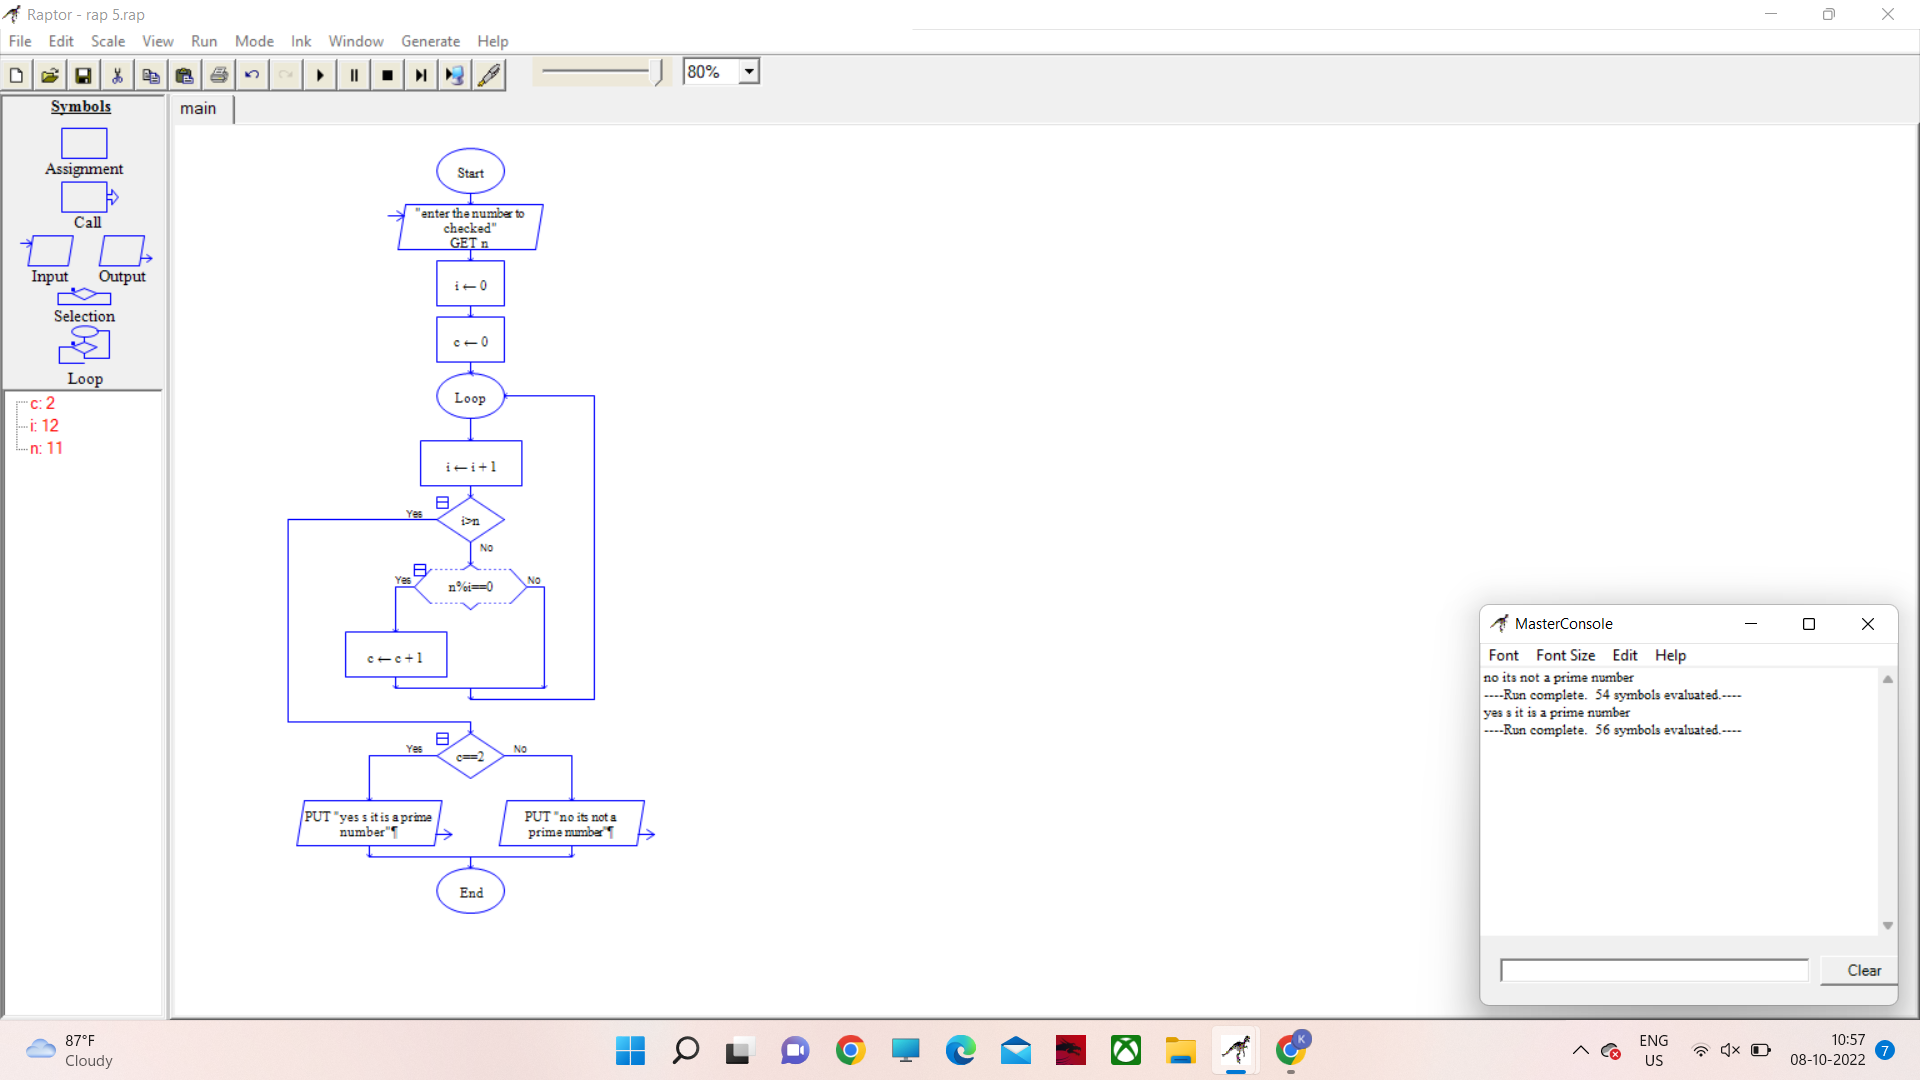 Raptor - rap 5.rap
File Edit Scale View Run Mode Ink Window Generate Help
80%
Symbols
main
Assignment
Call
Input Output
Selection
Loop
c: 2
i: 12
n: 11
Start
"enter the number to
checked"
GET n
i ← 0
c ← 0
Loop
i ← i + 1
Yes
i>n
No
Yes
n%i==0
No
c ← c + 1
Yes
c==2
No
PUT "yes s it is a prime
number"¶
PUT "no its not a
prime number"¶
End
MasterConsole
Font Font Size Edit Help
no its not a prime number
----Run complete.  54 symbols evaluated.----
yes s it is a prime number
----Run complete.  56 symbols evaluated.----
Clear
87°F
Cloudy
K
ENG
US
10:57
08-10-2022
7